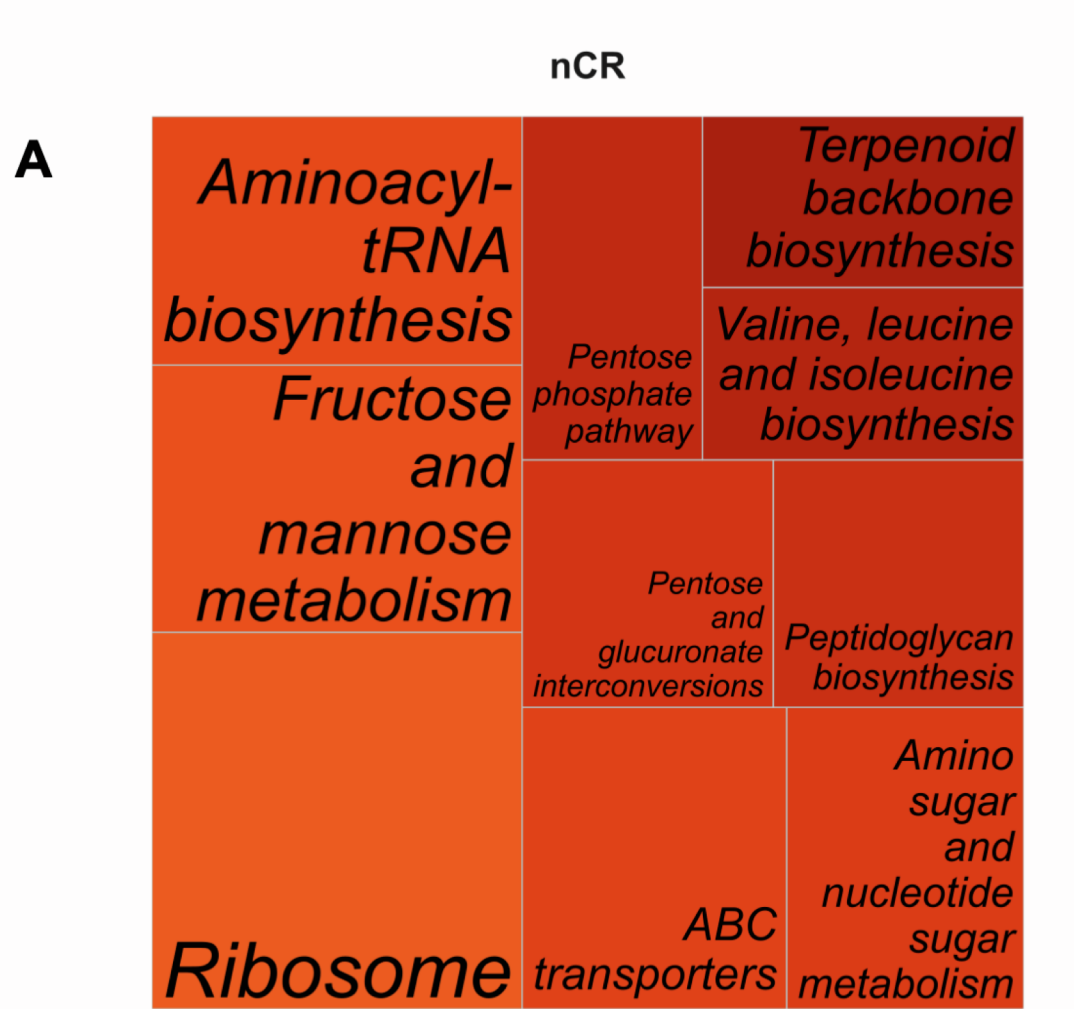 nCR
A
Aminoacyl-
tRNA
biosynthesis
Fructose
and
mannose
metabolism
Ribosome
Pentose
phosphate
pathway
Terpenoid
backbone
biosynthesis
Valine, leucine
and isoleucine
biosynthesis
Pentose
and
glucuronate
interconversions
Peptidoglycan
biosynthesis
ABC
transporters
Amino
sugar
and
nucleotide
sugar
metabolism